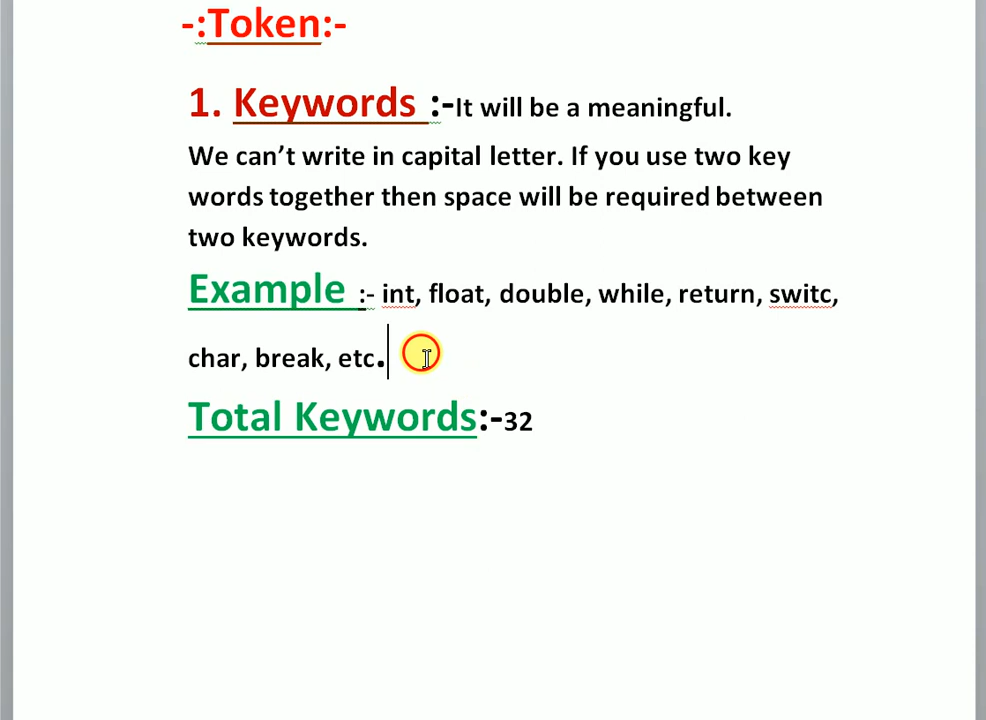 -:Token:-
1. Keywords :-It will be a meaningful.
We can’t write in capital letter. If you use two key
words together then space will be required between
two keywords.
Example :- int, float, double, while, return, switc,
char, break, etc.
Total Keywords:-32